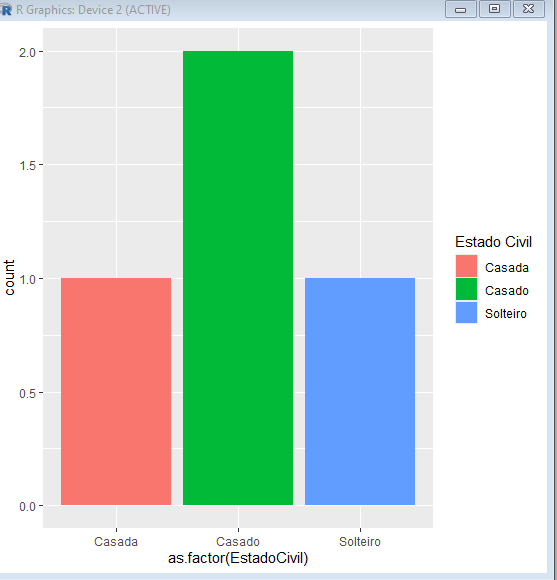 R Graphics: Device 2 (ACTIVE)
2.0
1.5
1.0
0.5
0.0
count
Casada
Casado
Solteiro
as.factor(EstadoCivil)
Estado Civil
Casada
Casado
Solteiro